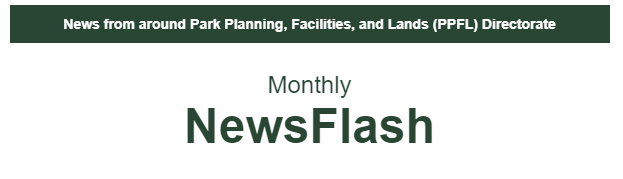 News from around Park Planning, Facilities, and Lands (PPFL) Directorate
Monthly
NewsFlash